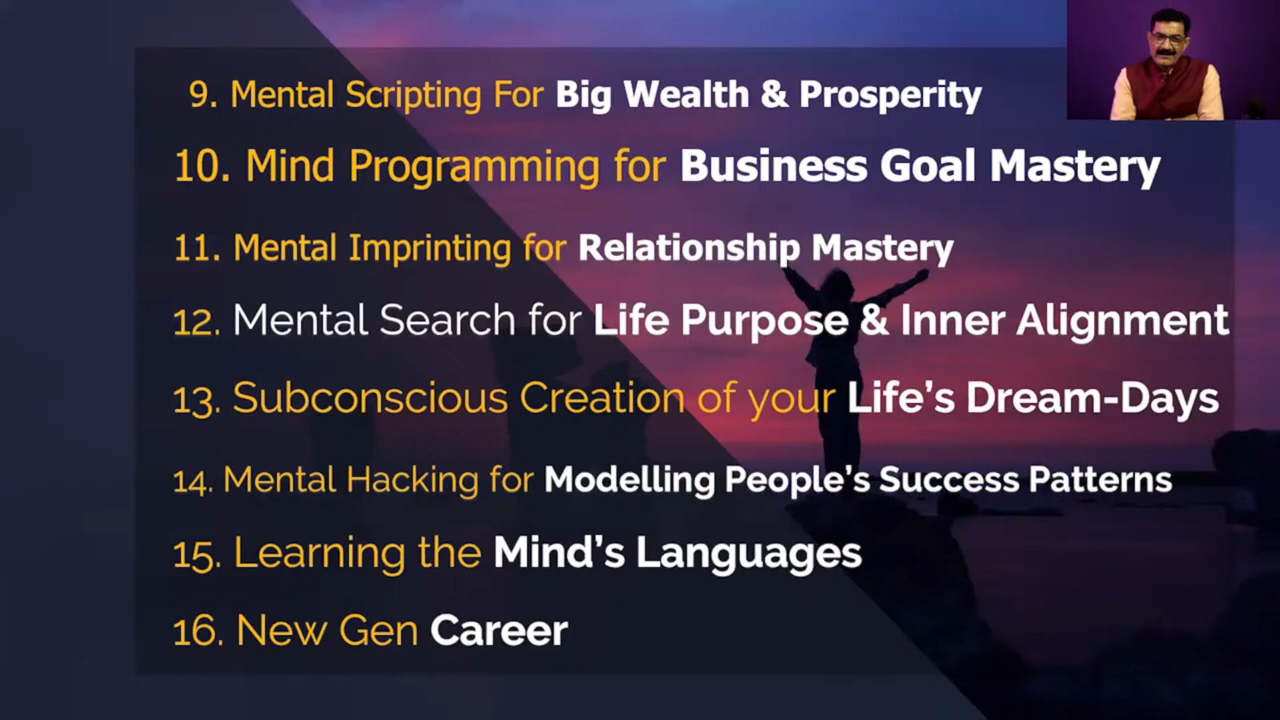 9. Mental Scripting For Big Wealth & Prosperity
10. Mind Programming for Business Goal Mastery
11. Mental Imprinting for Relationship Mastery
12. Mental Search for Life Purpose & Inner Alignment
13. Subconscious Creation of your Life's Dream-Days
14. Mental Hacking for Modelling People's Success Patterns
15. Learning the Mind's Languages
16. New Gen Career